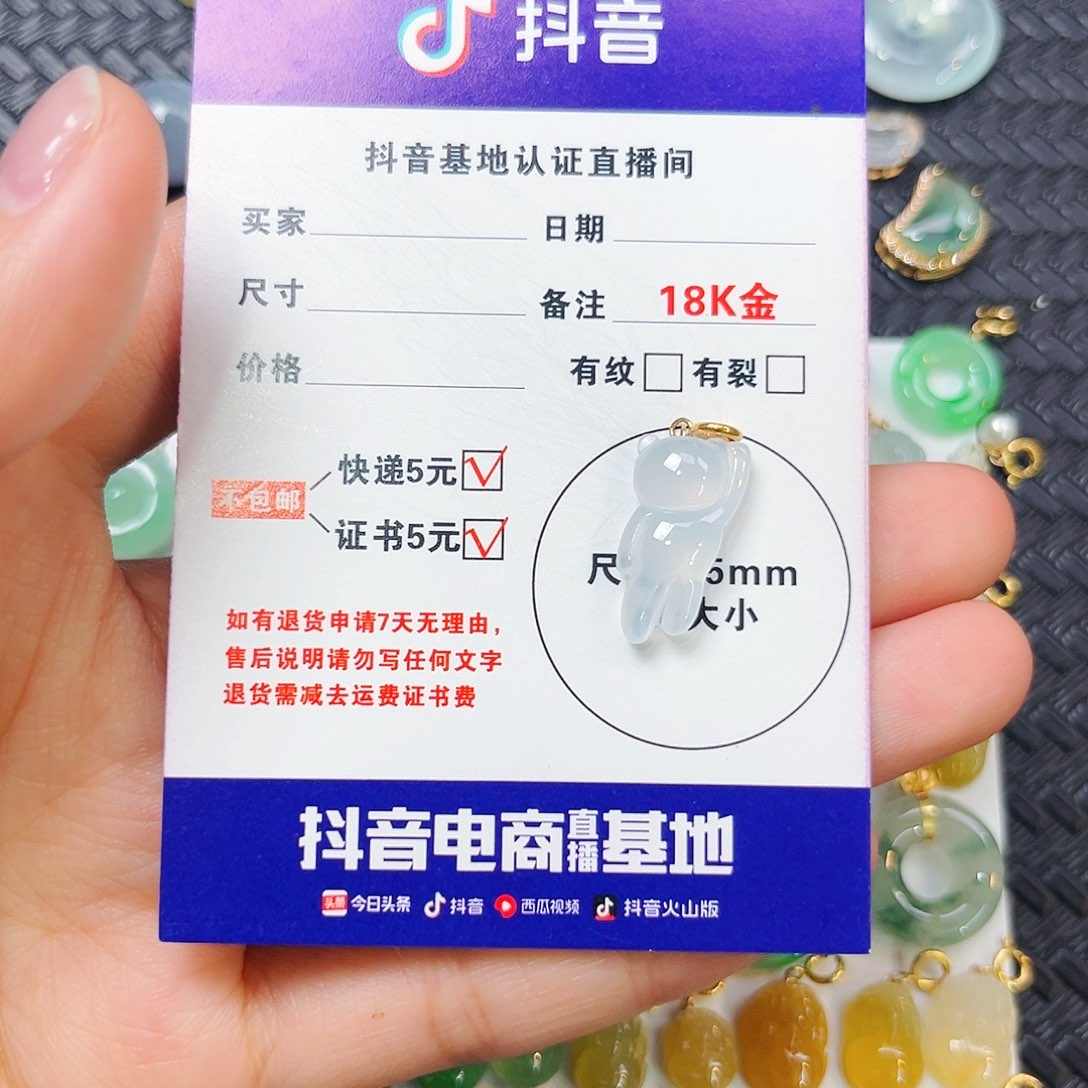 抖音
抖音基地认证直播间
买家 日期
尺寸 备注 18K金
价格 有纹 有裂
不包邮
快递5元
证书5元
尺 5mm
大小
如有退货申请7天无理由，
售后说明请勿写任何文字
退货需减去运费证书费
抖音电商直播基地
头条 今日头条 抖音 西瓜视频 抖音火山版